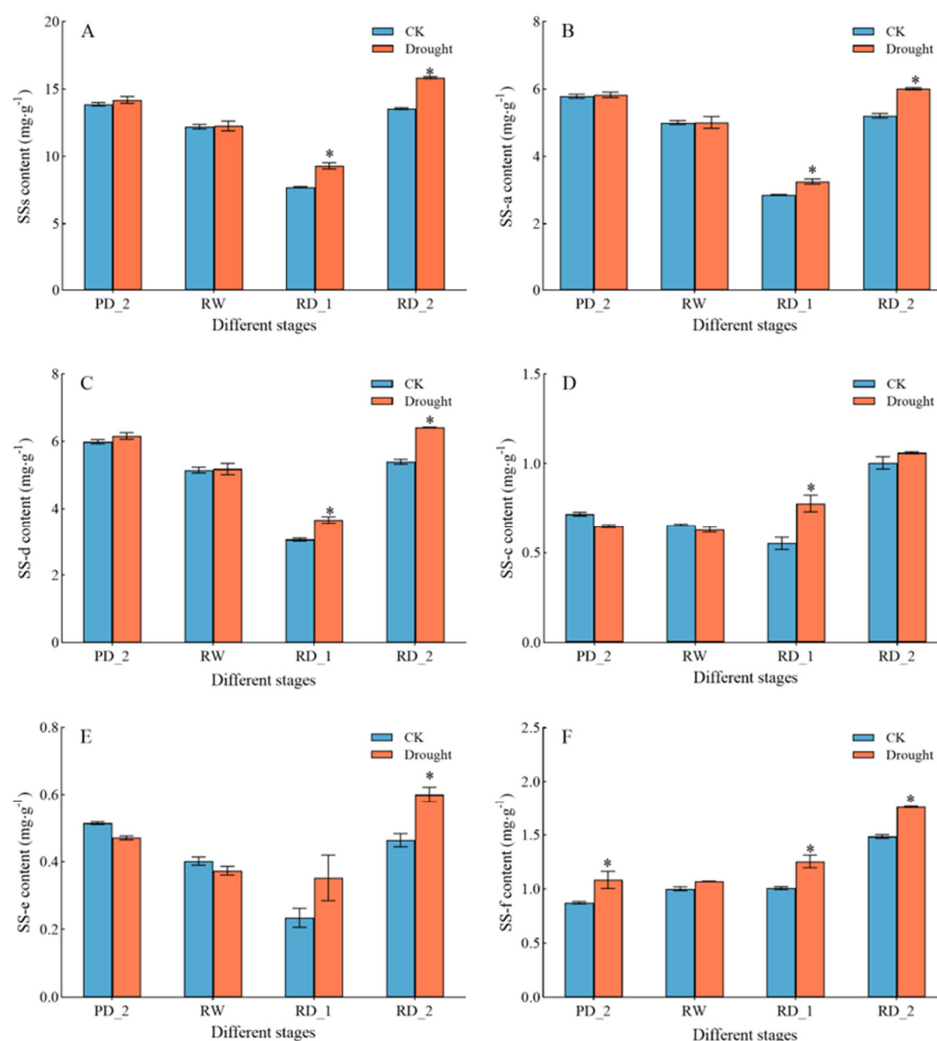 A
CK
Drought
20
15
10
5
0
SSs content (mg·g⁻¹)
*
*
PD_2 RW RD_1 RD_2
Different stages
B
CK
Drought
8
6
4
2
0
SS-a content (mg·g⁻¹)
*
*
PD_2 RW RD_1 RD_2
Different stages
C
CK
Drought
8
6
4
2
0
SS-d content (mg·g⁻¹)
*
*
PD_2 RW RD_1 RD_2
Different stages
D
CK
Drought
1.5
1.0
0.5
0.0
SS-c content (mg·g⁻¹)
*
PD_2 RW RD_1 RD_2
Different stages
E
CK
Drought
0.8
0.6
0.4
0.2
0.0
SS-e content (mg·g⁻¹)
*
PD_2 RW RD_1 RD_2
Different stages
F
CK
Drought
2.5
2.0
1.5
1.0
0.5
0.0
SS-f content (mg·g⁻¹)
*
*
*
PD_2 RW RD_1 RD_2
Different stages